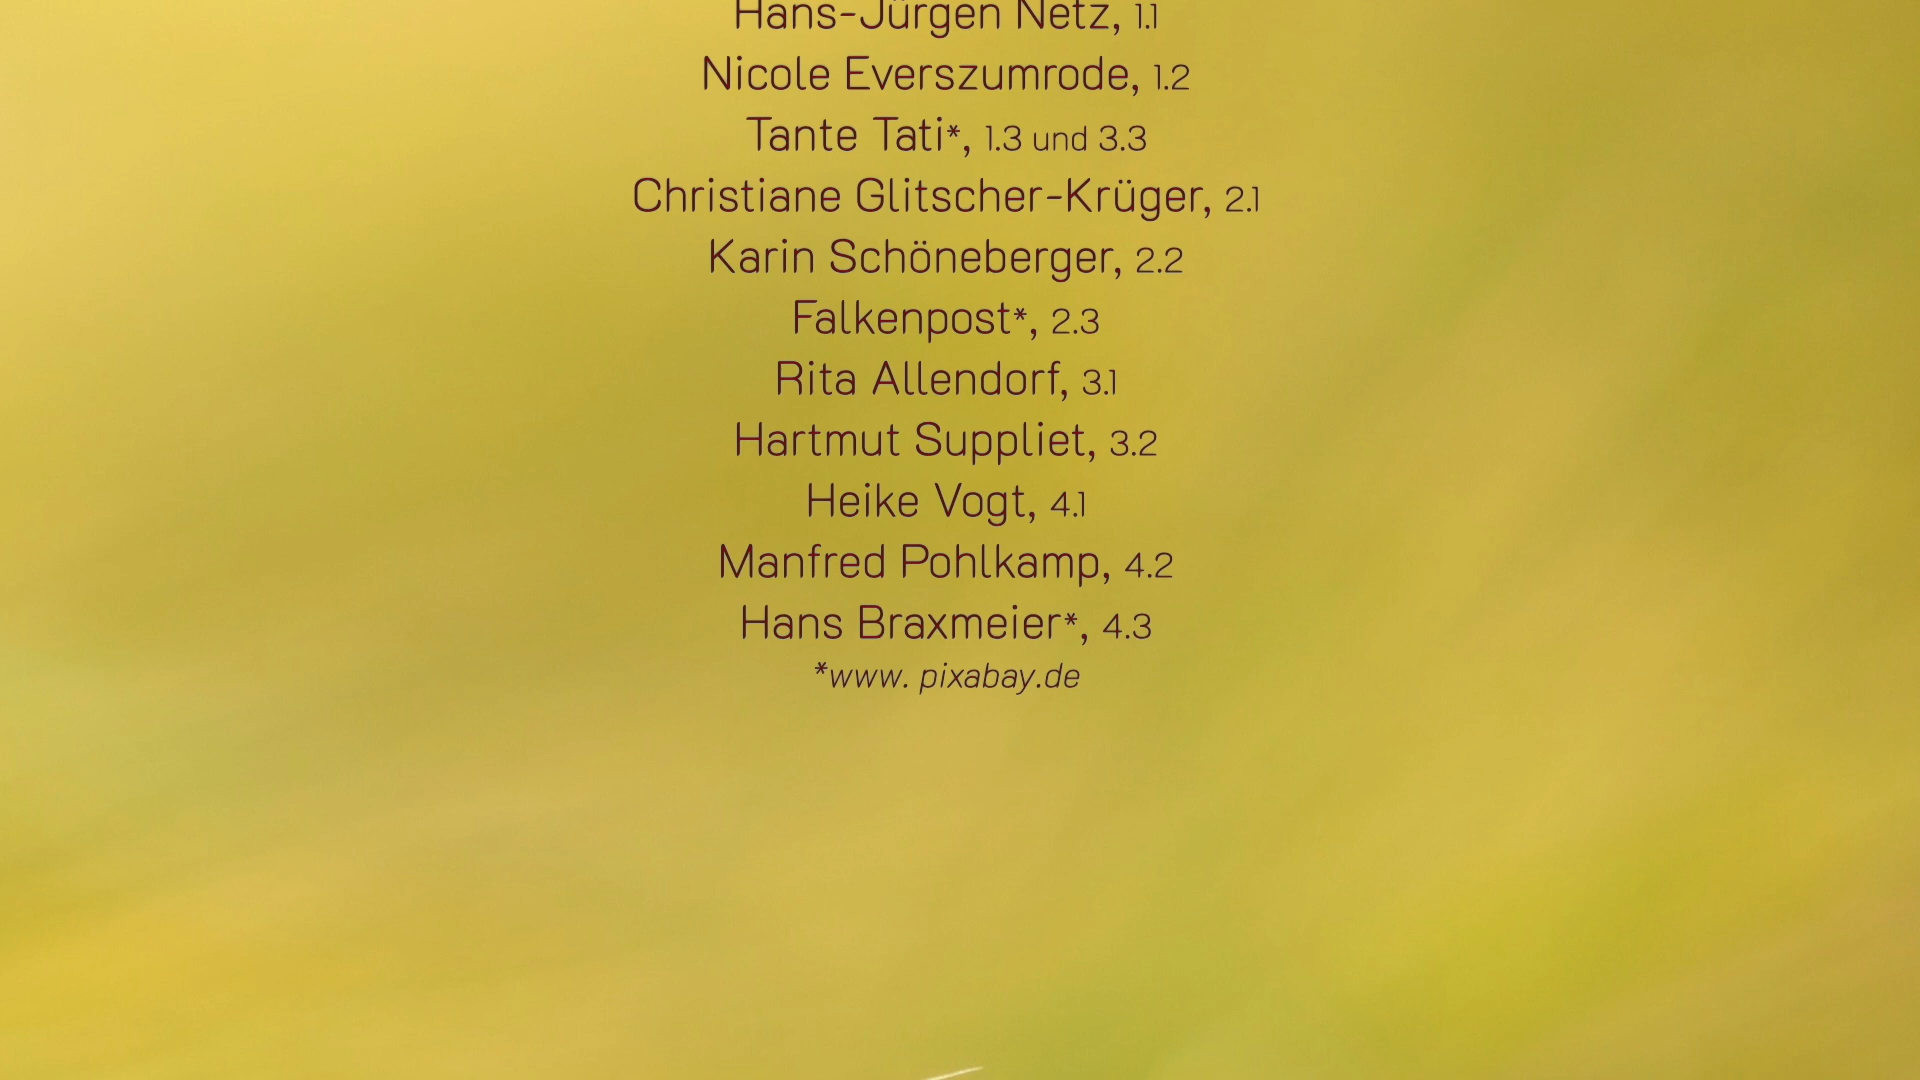 Hans-Jürgen Netz, 1.1
Nicole Everszumrode, 1.2
Tante Tati*, 1.3 und 3.3
Christiane Glitscher-Krüger, 2.1
Karin Schöneberger, 2.2
Falkenpost*, 2.3
Rita Allendorf, 3.1
Hartmut Suppliet, 3.2
Heike Vogt, 4.1
Manfred Pohlkamp, 4.2
Hans Braxmeier*, 4.3
*www. pixabay.de